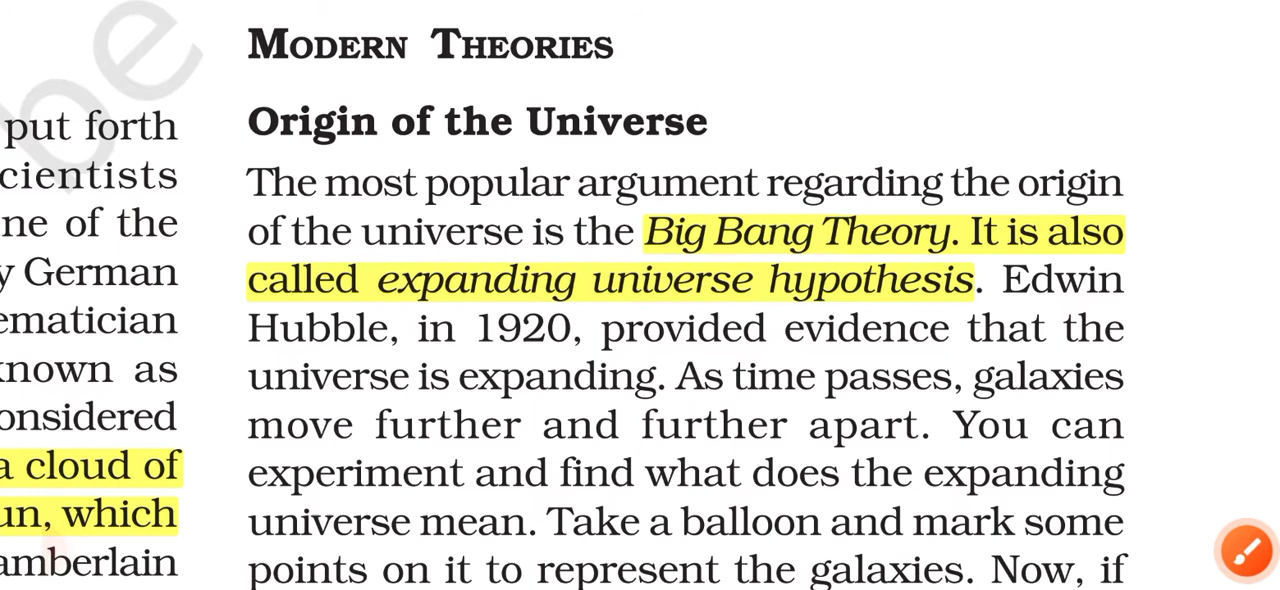 put forth
cientists
ne of the
y German
ematician
known as
onsidered
a cloud of
un, which
amberlain
MODERN THEORIES
Origin of the Universe
The most popular argument regarding the origin
of the universe is the Big Bang Theory. It is also
called expanding universe hypothesis. Edwin
Hubble, in 1920, provided evidence that the
universe is expanding. As time passes, galaxies
move further and further apart. You can
experiment and find what does the expanding
universe mean. Take a balloon and mark some
points on it to represent the galaxies. Now, if
be